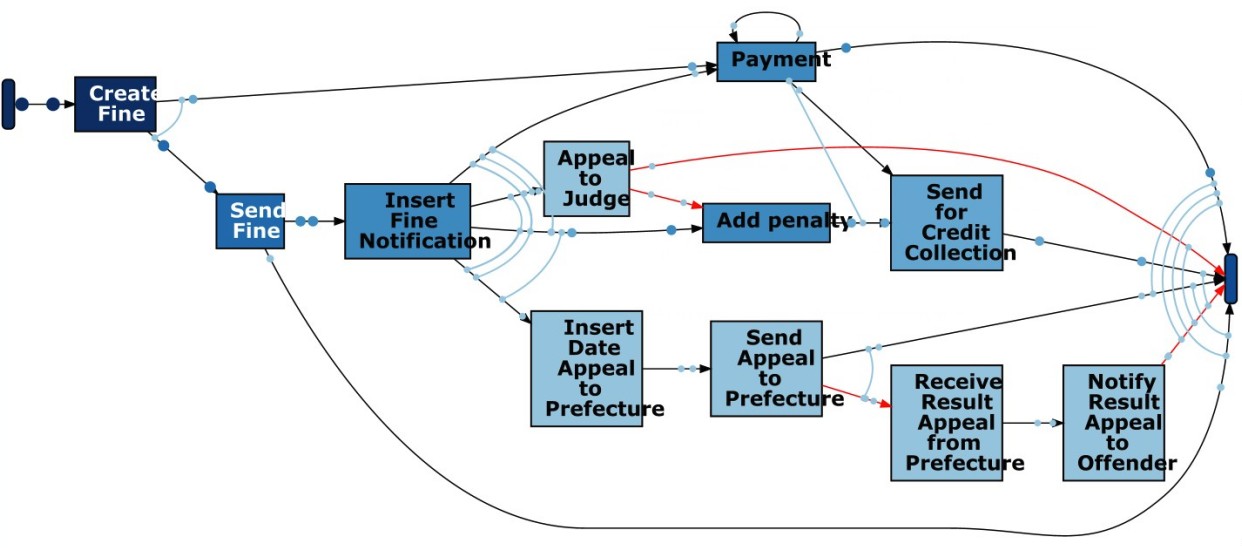 Create
Fine
Send
Fine
Insert
Fine
Notification
Payment
Appeal
to
Judge
Add penalty
Send
for
Credit
Collection
Insert
Date
Appeal
to
Prefecture
Send
Appeal
to
Prefecture
Receive
Result
Appeal
from
Prefecture
Notify
Result
Appeal
to
Offender